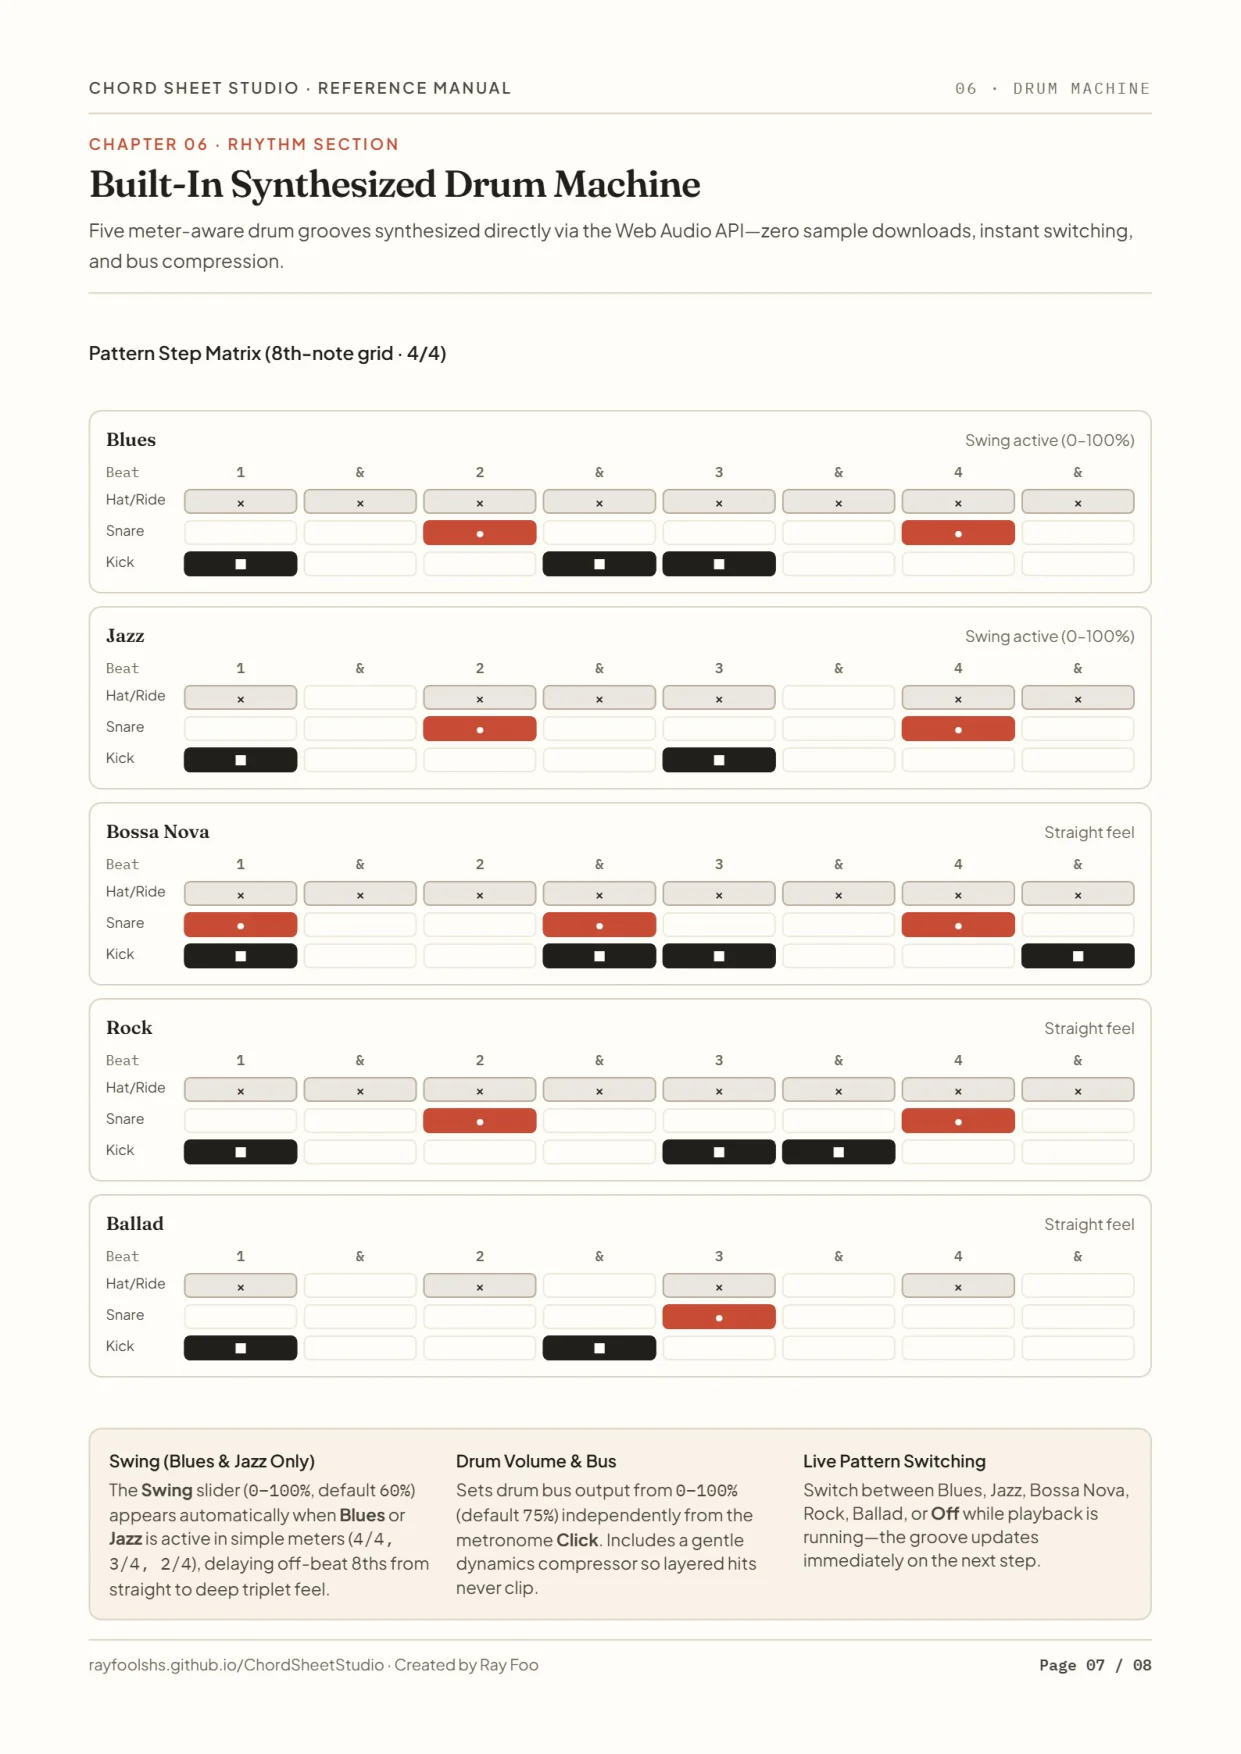 CHORD SHEET STUDIO · REFERENCE MANUAL
06 · DRUM MACHINE
CHAPTER 06 · RHYTHM SECTION
Built-In Synthesized Drum Machine
Five meter-aware drum grooves synthesized directly via the Web Audio API—zero sample downloads, instant switching,
and bus compression.
Pattern Step Matrix (8th-note grid · 4/4)
Blues
Swing active (0–100%)
Beat 1 & 2 & 3 & 4 &
Hat/Ride × × × × × × × ×
Snare ● ●
Kick ■ ■ ■
Jazz
Swing active (0–100%)
Beat 1 & 2 & 3 & 4 &
Hat/Ride × × × × × ×
Snare ● ●
Kick ■ ■
Bossa Nova
Straight feel
Beat 1 & 2 & 3 & 4 &
Hat/Ride × × × × × × × ×
Snare ● ● ●
Kick ■ ■ ■ ■
Rock
Straight feel
Beat 1 & 2 & 3 & 4 &
Hat/Ride × × × × × × × ×
Snare ● ●
Kick ■ ■ ■
Ballad
Straight feel
Beat 1 & 2 & 3 & 4 &
Hat/Ride × × × ×
Snare ●
Kick ■ ■
Swing (Blues & Jazz Only)
The Swing slider (0–100%, default 60%)
appears automatically when Blues or
Jazz is active in simple meters (4/4,
3/4, 2/4), delaying off-beat 8ths from
straight to deep triplet feel.
Drum Volume & Bus
Sets drum bus output from 0–100%
(default 75%) independently from the
metronome Click. Includes a gentle
dynamics compressor so layered hits
never clip.
Live Pattern Switching
Switch between Blues, Jazz, Bossa Nova,
Rock, Ballad, or Off while playback is
running—the groove updates
immediately on the next step.
rayfoolshs.github.io/ChordSheetStudio · Created by Ray Foo
Page 07 / 08